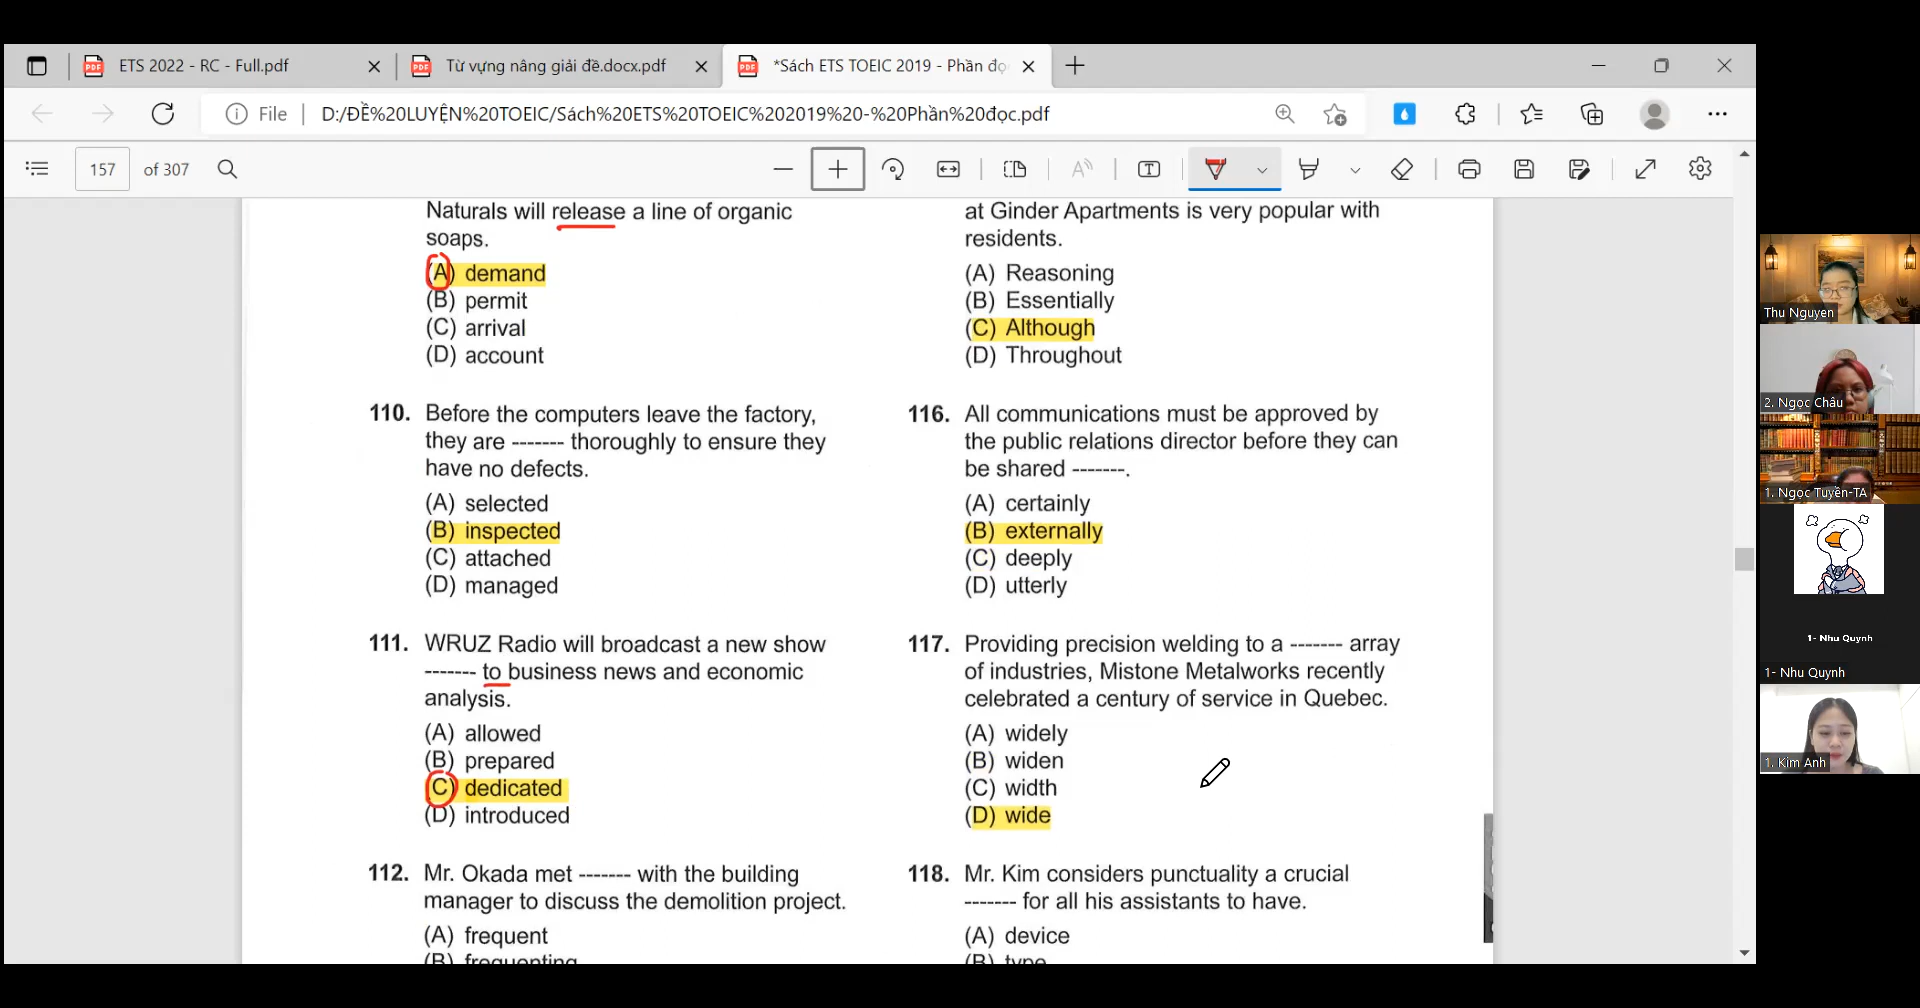 ETS 2022 - RC - Full.pdf
Từ vựng nâng giải đề.docx.pdf
*Sách ETS TOEIC 2019 - Phần đọ
File
D:/ĐỀ%20LUYỆN%20TOEIC/Sách%20ETS%20TOEIC%202019%20-%20Phần%20đọc.pdf
157 of 307
Naturals will release a line of organic
soaps.
(A) demand
(B) permit
(C) arrival
(D) account
110. Before the computers leave the factory,
they are ------- thoroughly to ensure they
have no defects.
(A) selected
(B) inspected
(C) attached
(D) managed
111. WRUZ Radio will broadcast a new show
------- to business news and economic
analysis.
(A) allowed
(B) prepared
(C) dedicated
(D) introduced
112. Mr. Okada met ------- with the building
manager to discuss the demolition project.
(A) frequent
(B) frequenting
at Ginder Apartments is very popular with
residents.
(A) Reasoning
(B) Essentially
(C) Although
(D) Throughout
116. All communications must be approved by
the public relations director before they can
be shared -------.
(A) certainly
(B) externally
(C) deeply
(D) utterly
117. Providing precision welding to a ------- array
of industries, Mistone Metalworks recently
celebrated a century of service in Quebec.
(A) widely
(B) widen
(C) width
(D) wide
118. Mr. Kim considers punctuality a crucial
------- for all his assistants to have.
(A) device
(B) type
Thu Nguyen
2. Ngọc Châu
1. Ngọc Tuyền-TA
1- Nhu Quynh
1- Nhu Quynh
1. Kim Anh